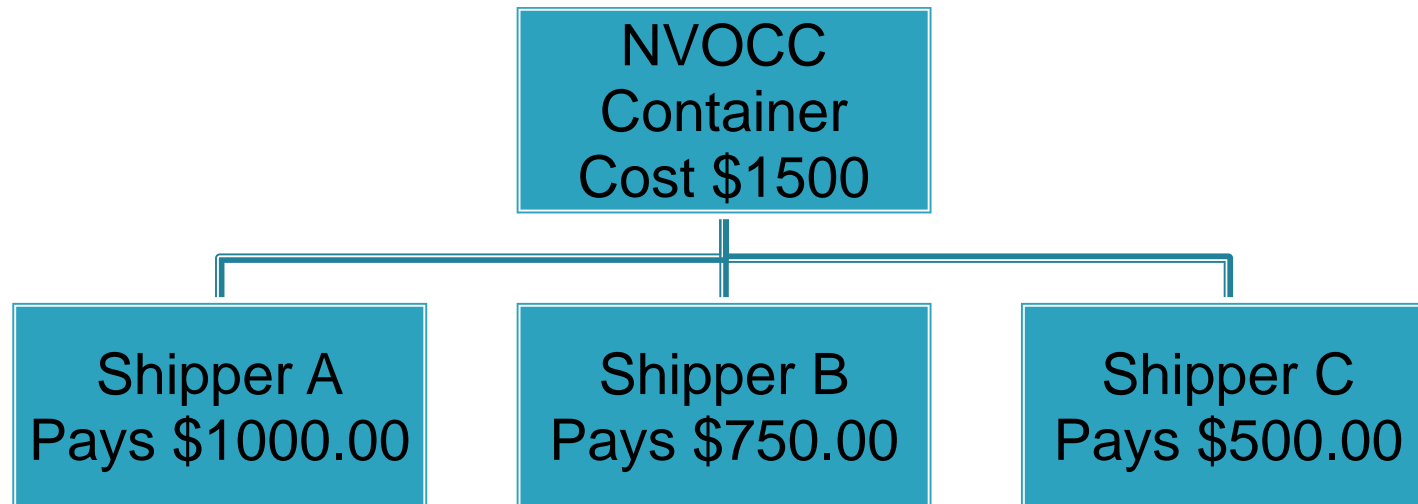 NVOCC
Container
Cost $1500
Shipper A
Pays $1000.00
Shipper B
Pays $750.00
Shipper C
Pays $500.00